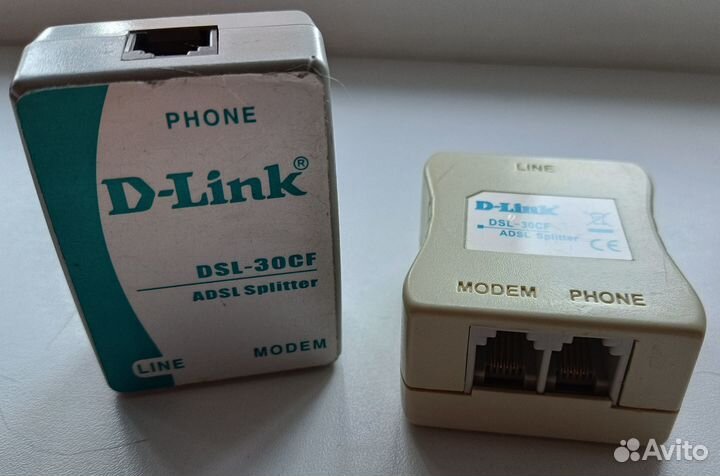 PHONE
D-Link®
DSL-30CF
ADSL Splitter
LINE MODEM
LINE
D-Link
DSL-30CF
ADSL Splitter
CE
MODEM PHONE
Avito